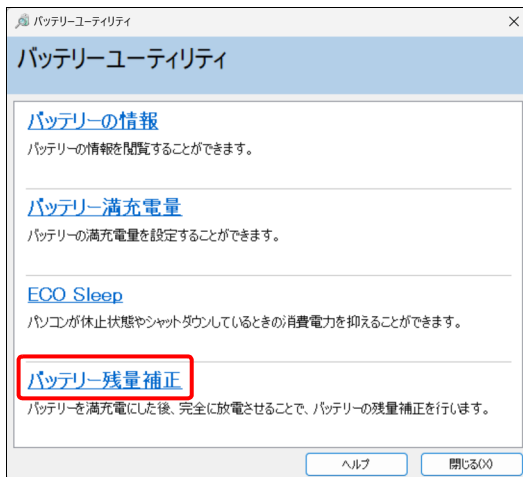 バッテリーユーティリティ
バッテリーユーティリティ
バッテリーの情報
バッテリーの情報を閲覧することができます。
バッテリー満充電量
バッテリーの満充電量を設定することができます。
ECO Sleep
パソコンが休止状態やシャットダウンしているときの消費電力を抑えることができます。
バッテリー残量補正
バッテリーを満充電にした後、完全に放電させることで、バッテリーの残量補正を行います。
ヘルプ
閉じる(X)